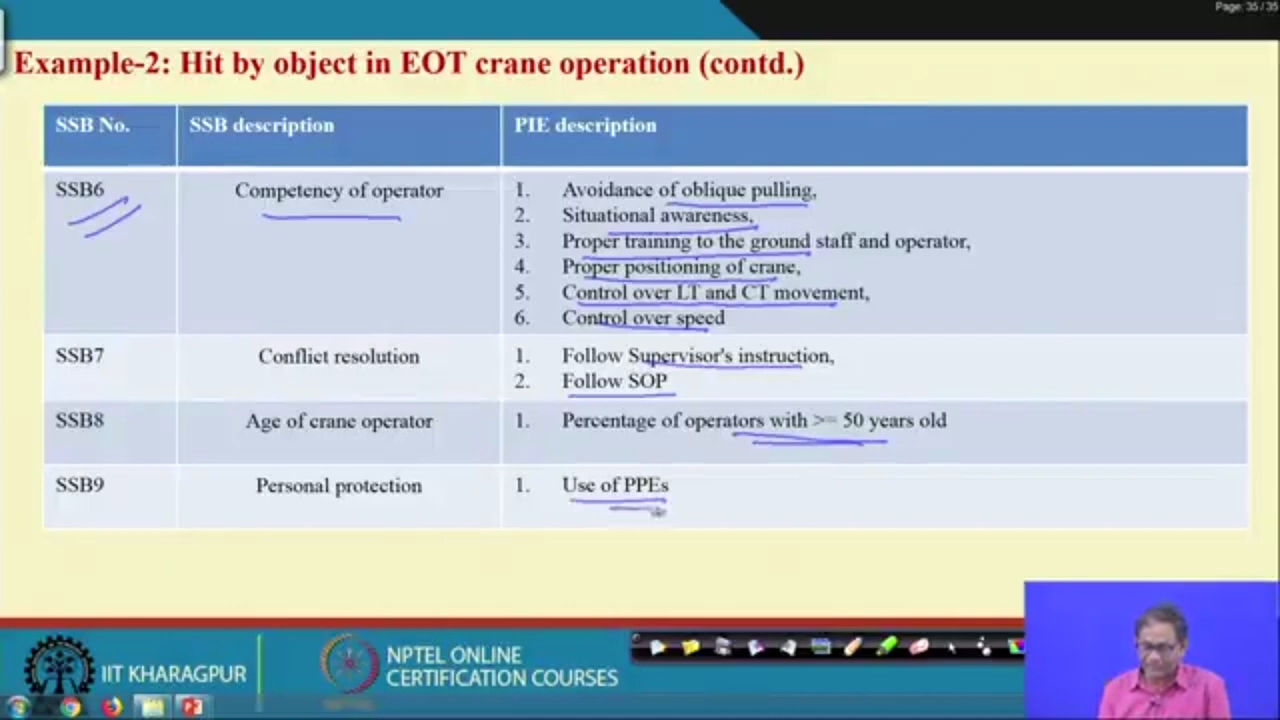 Page: 35 / 35
Example-2: Hit by object in EOT crane operation (contd.)
SSB No. SSB description PIE description
SSB6 Competency of operator 1. Avoidance of oblique pulling,
2. Situational awareness,
3. Proper training to the ground staff and operator,
4. Proper positioning of crane,
5. Control over LT and CT movement,
6. Control over speed
SSB7 Conflict resolution 1. Follow Supervisor's instruction,
2. Follow SOP
SSB8 Age of crane operator 1. Percentage of operators with >= 50 years old
SSB9 Personal protection 1. Use of PPEs
IIT KHARAGPUR
NPTEL ONLINE
CERTIFICATION COURSES